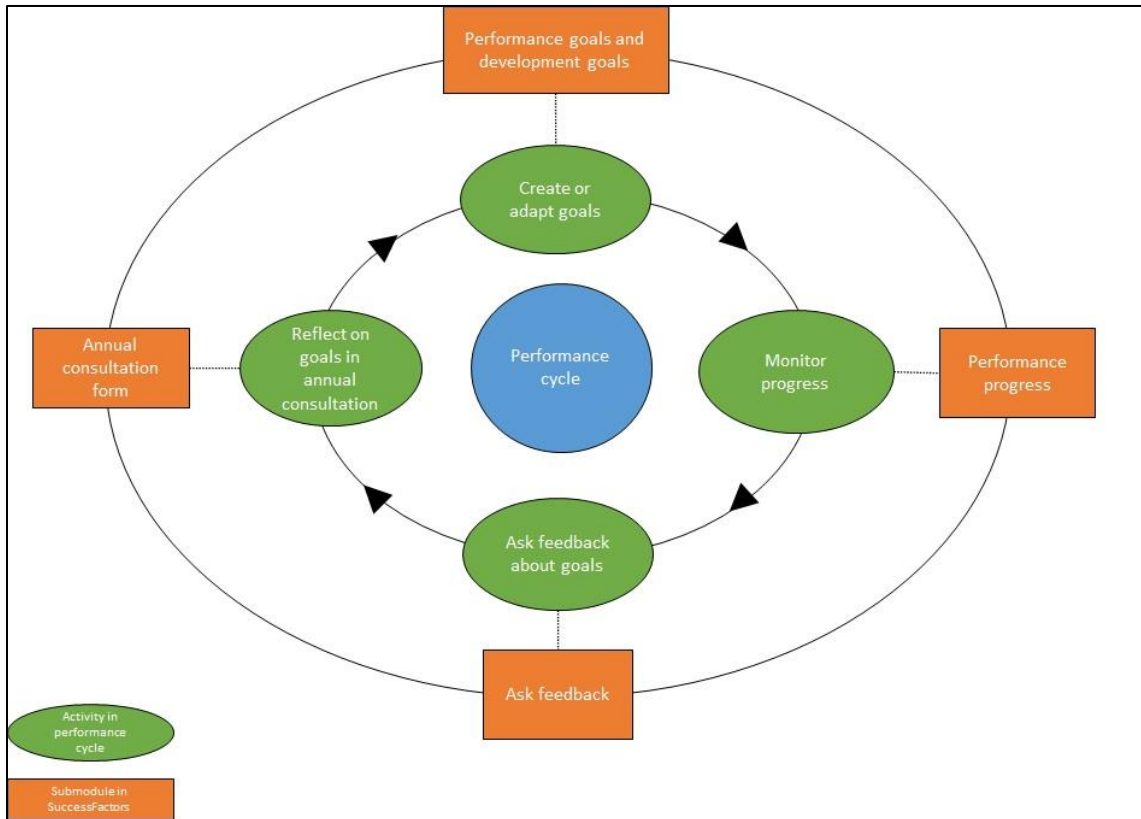 Performance goals and
development goals
Create or
adapt goals
Annual
consultation
form
Reflect on
goals in
annual
consultation
Performance
cycle
Monitor
progress
Performance
progress
Ask feedback
about goals
Ask feedback
Activity in
performance
cycle
Submodule in
SuccessFactors